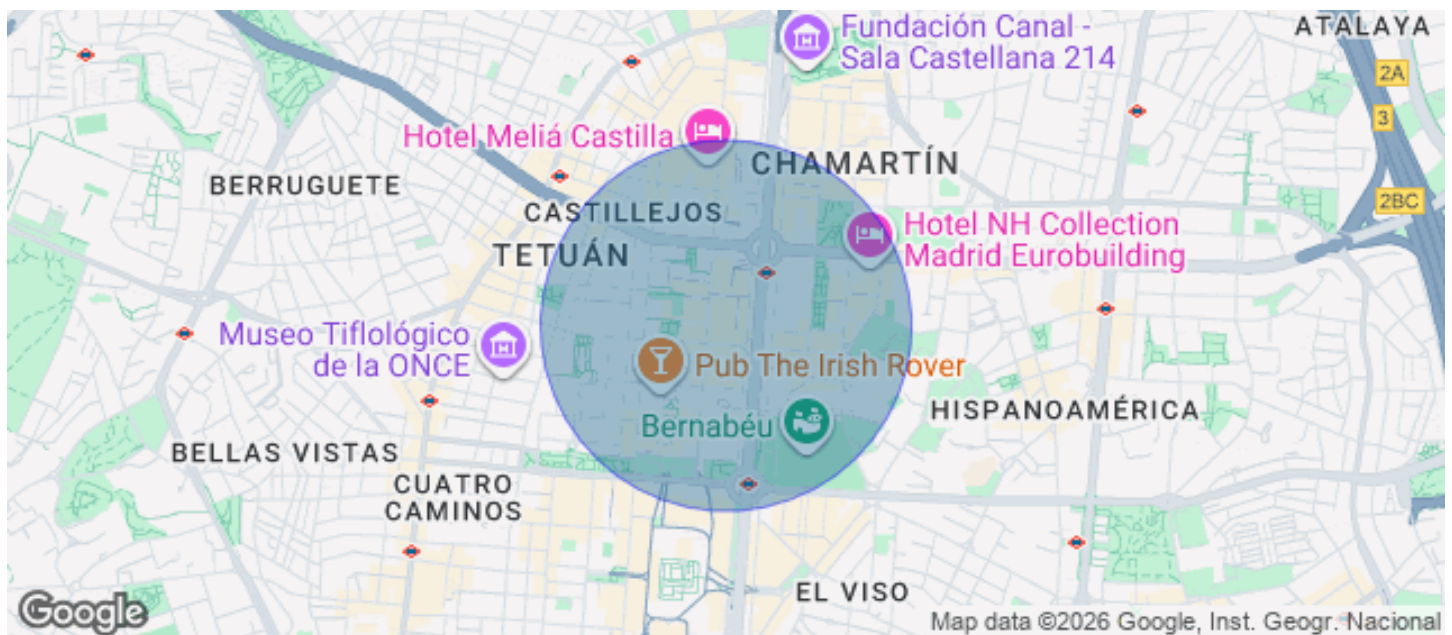 Fundación Canal -
Sala Castellana 214
ATALAYA
2A
3
Hotel Meliá Castilla
CHAMARTÍN
BERRUGUETE
2BC
CASTILLEJOS
Hotel NH Collection
Madrid Eurobuilding
TETUÁN
Museo Tiflológico
de la ONCE
Pub The Irish Rover
HISPANOAMÉRICA
Bernabéu
BELLAS VISTAS
CUATRO
CAMINOS
EL VISO
Google
Map data ©2026 Google, Inst. Geogr. Nacional